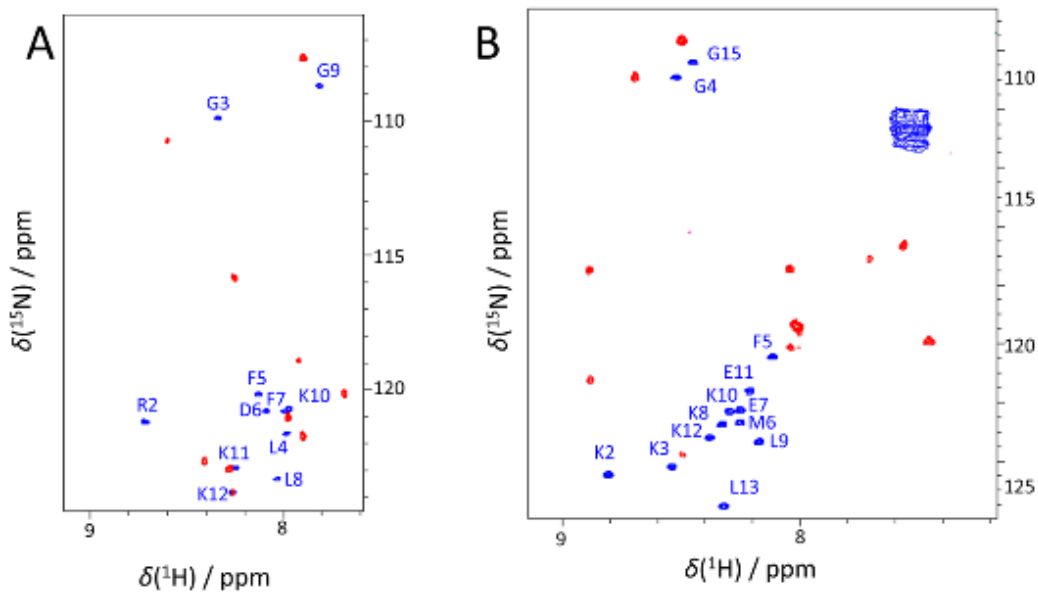 A
G9
G3
110
115
F5
F7
K10
R2
D6
120
L4
K11
L8
K12
9
8
δ(¹H) / ppm
δ(¹⁵N) / ppm
B
G15
G4
110
115
F5
120
E11
K10
E7
K8
M6
K12
L9
K2
K3
L13
125
9
8
δ(¹H) / ppm
δ(¹⁵N) / ppm